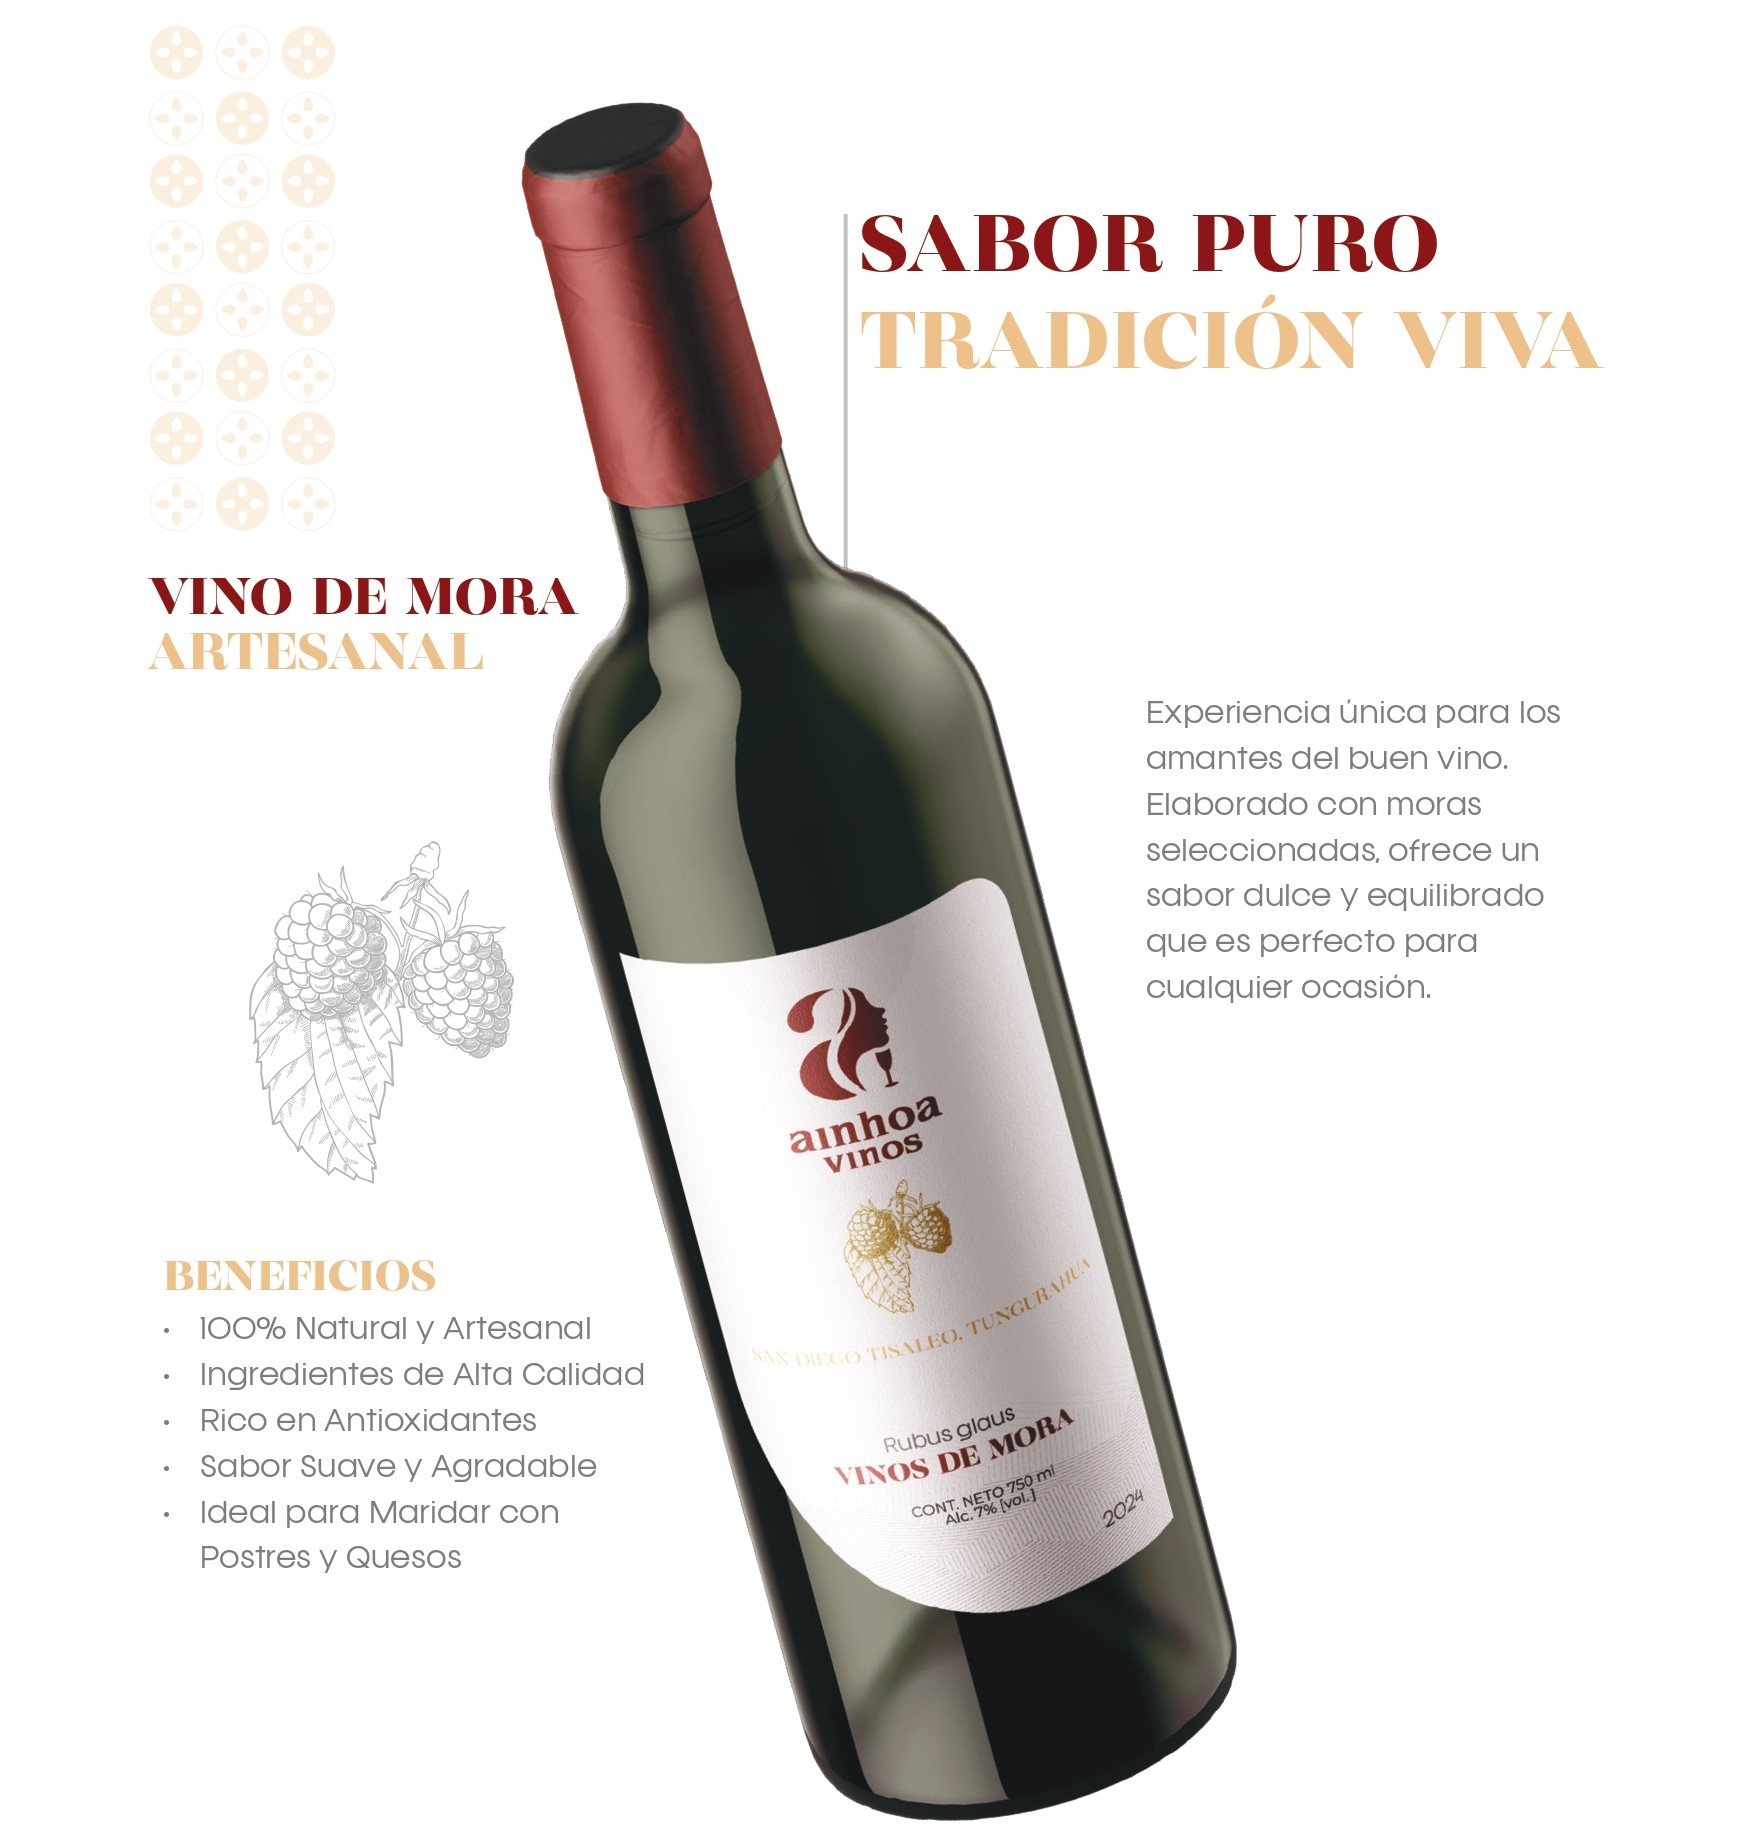 SABOR PURO
TRADICIÓN VIVA
VINO DE MORA
ARTESANAL
Experiencia única para los
amantes del buen vino.
Elaborado con moras
seleccionadas, ofrece un
sabor dulce y equilibrado
que es perfecto para
cualquier ocasión.
ainhoa
vinos
SAN DIEGO TISALEO, TUNGURAHUA
Rubus glaus
VINOS DE MORA
CONT. NETO 750 ml
Alc. 7% [vol.]
2024
BENEFICIOS
• 100% Natural y Artesanal
• Ingredientes de Alta Calidad
• Rico en Antioxidantes
• Sabor Suave y Agradable
• Ideal para Maridar con
Postres y Quesos